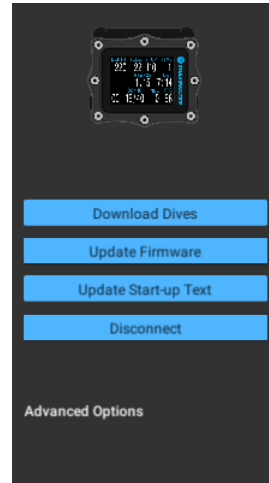 Download Dives
Update Firmware
Update Start-up Text
Disconnect
Advanced Options